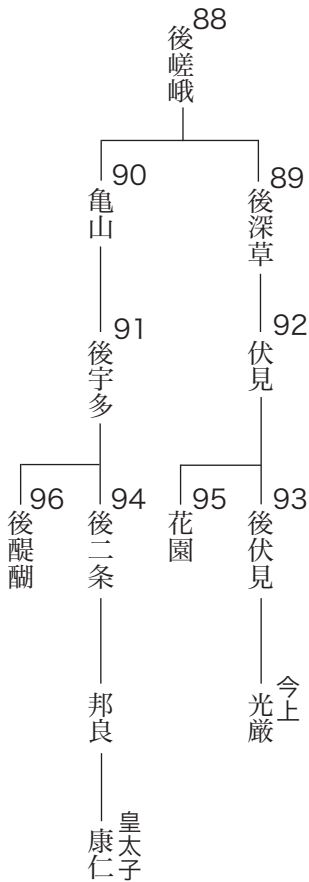 88
後嵯峨
89
後深草
90
亀山
92
伏見
91
後宇多
93
後伏見
95
花園
94
後二条
96
後醍醐
今上
光厳
邦良
皇太子
康仁